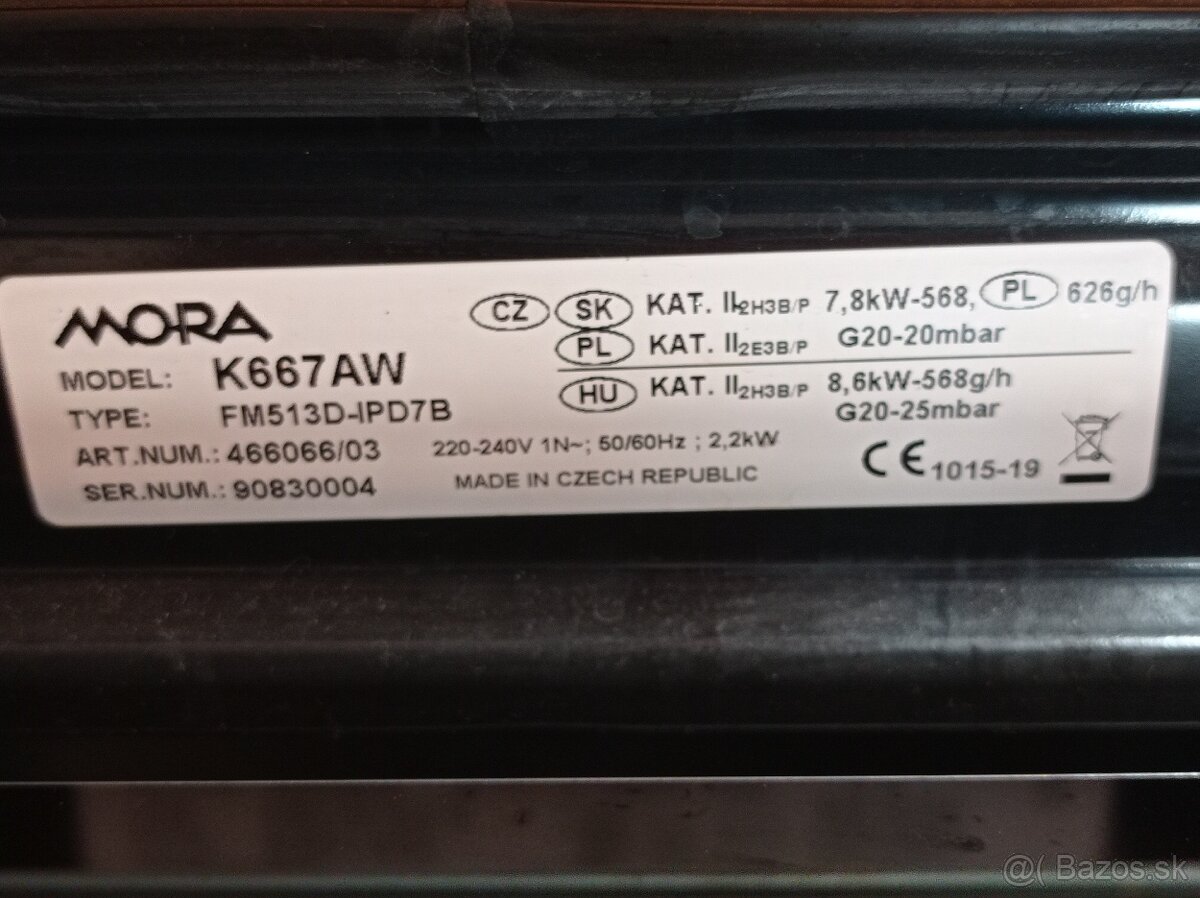 MORA
MODEL: K667AW
TYPE: FM513D-IPD7B
ART.NUM.: 466066/03
SER.NUM.: 90830004
CZ SK KAT. II2H3B/P 7,8kW-568, PL 626g/h
PL KAT. II2E3B/P G20-20mbar
HU KAT. II2H3B/P 8,6kW-568g/h
G20-25mbar
220-240V 1N~; 50/60Hz ; 2,2kW
MADE IN CZECH REPUBLIC
CE 1015-19
@( Bazos.sk